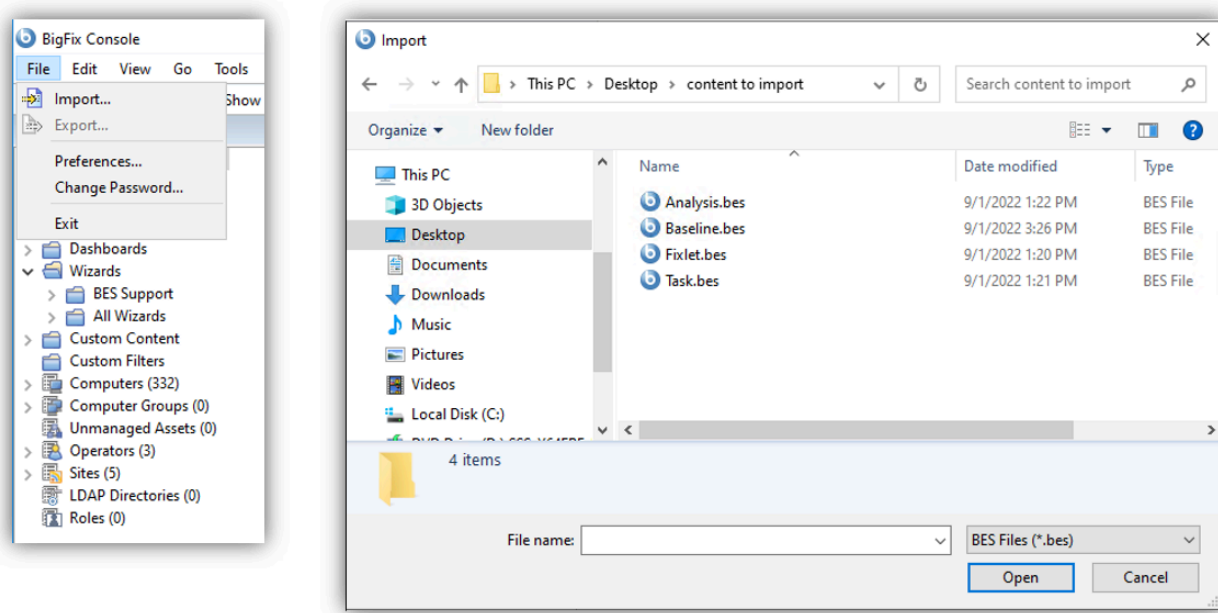 BigFix Console
File Edit View Go Tools
Import...
Show
Export...
Preferences...
Change Password...
Exit
Dashboards
Wizards
BES Support
All Wizards
Custom Content
Custom Filters
Computers (332)
Computer Groups (0)
Unmanaged Assets (0)
Operators (3)
Sites (5)
LDAP Directories (0)
Roles (0)
Import
This PC > Desktop > content to import
Search content to import
Organize
New folder
This PC
3D Objects
Desktop
Documents
Downloads
Music
Pictures
Videos
Local Disk (C:)
Name Date modified Type
Analysis.bes 9/1/2022 1:22 PM BES File
Baseline.bes 9/1/2022 3:26 PM BES File
Fixlet.bes 9/1/2022 1:20 PM BES File
Task.bes 9/1/2022 1:21 PM BES File
4 items
File name:
BES Files (*.bes)
Open
Cancel